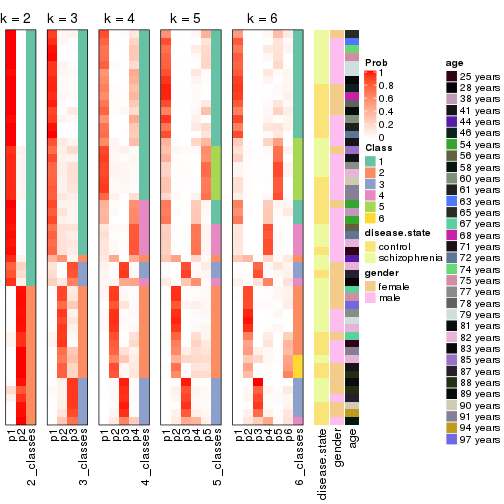 k = 2 k = 3 k = 4 k = 5 k = 6
Prob
1
0.8
0.6
0.4
0.2
0
Class
1
2
3
4
5
6
disease.state
control
schizophrenia
gender
female
male
age
25 years
28 years
38 years
41 years
44 years
46 years
54 years
56 years
58 years
60 years
61 years
63 years
65 years
67 years
68 years
71 years
72 years
74 years
75 years
77 years
78 years
79 years
81 years
82 years
83 years
85 years
87 years
88 years
89 years
90 years
91 years
94 years
97 years
p1 p2 2_classes p1 p2 p3 3_classes p1 p2 p3 p4 4_classes p1 p2 p3 p4 p5 5_classes p1 p2 p3 p4 p5 p6 6_classes disease.state gender age